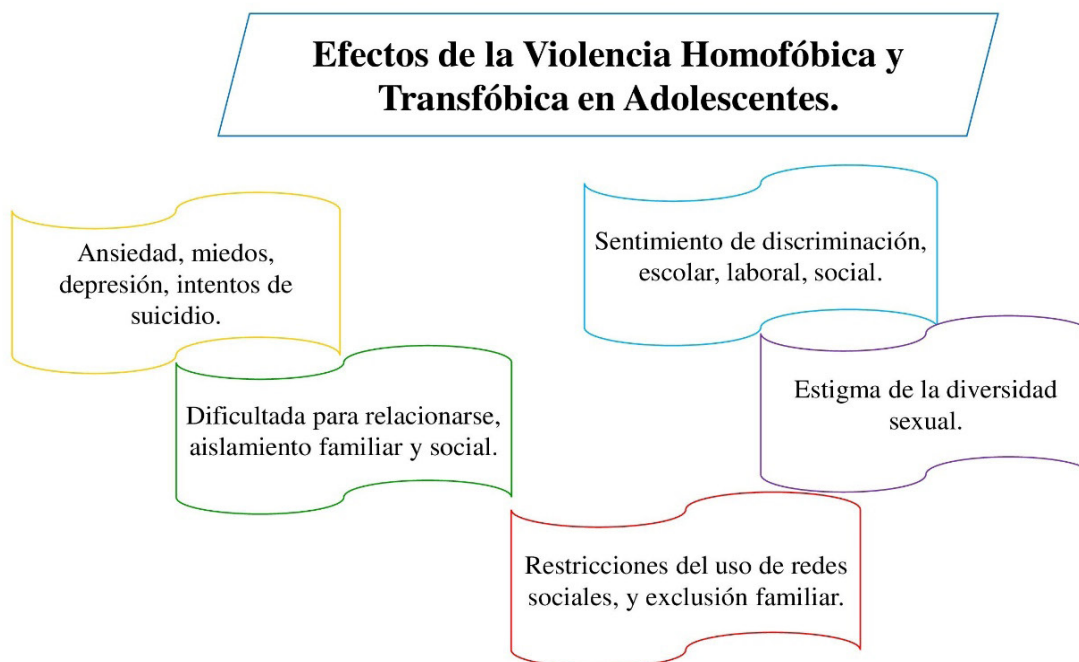 Efectos de la Violencia Homofóbica y
Transfóbica en Adolescentes.
Ansiedad, miedos,
depresión, intentos de
suicidio.
Dificultada para relacionarse,
aislamiento familiar y social.
Sentimiento de discriminación,
escolar, laboral, social.
Estigma de la diversidad
sexual.
Restricciones del uso de redes
sociales, y exclusión familiar.